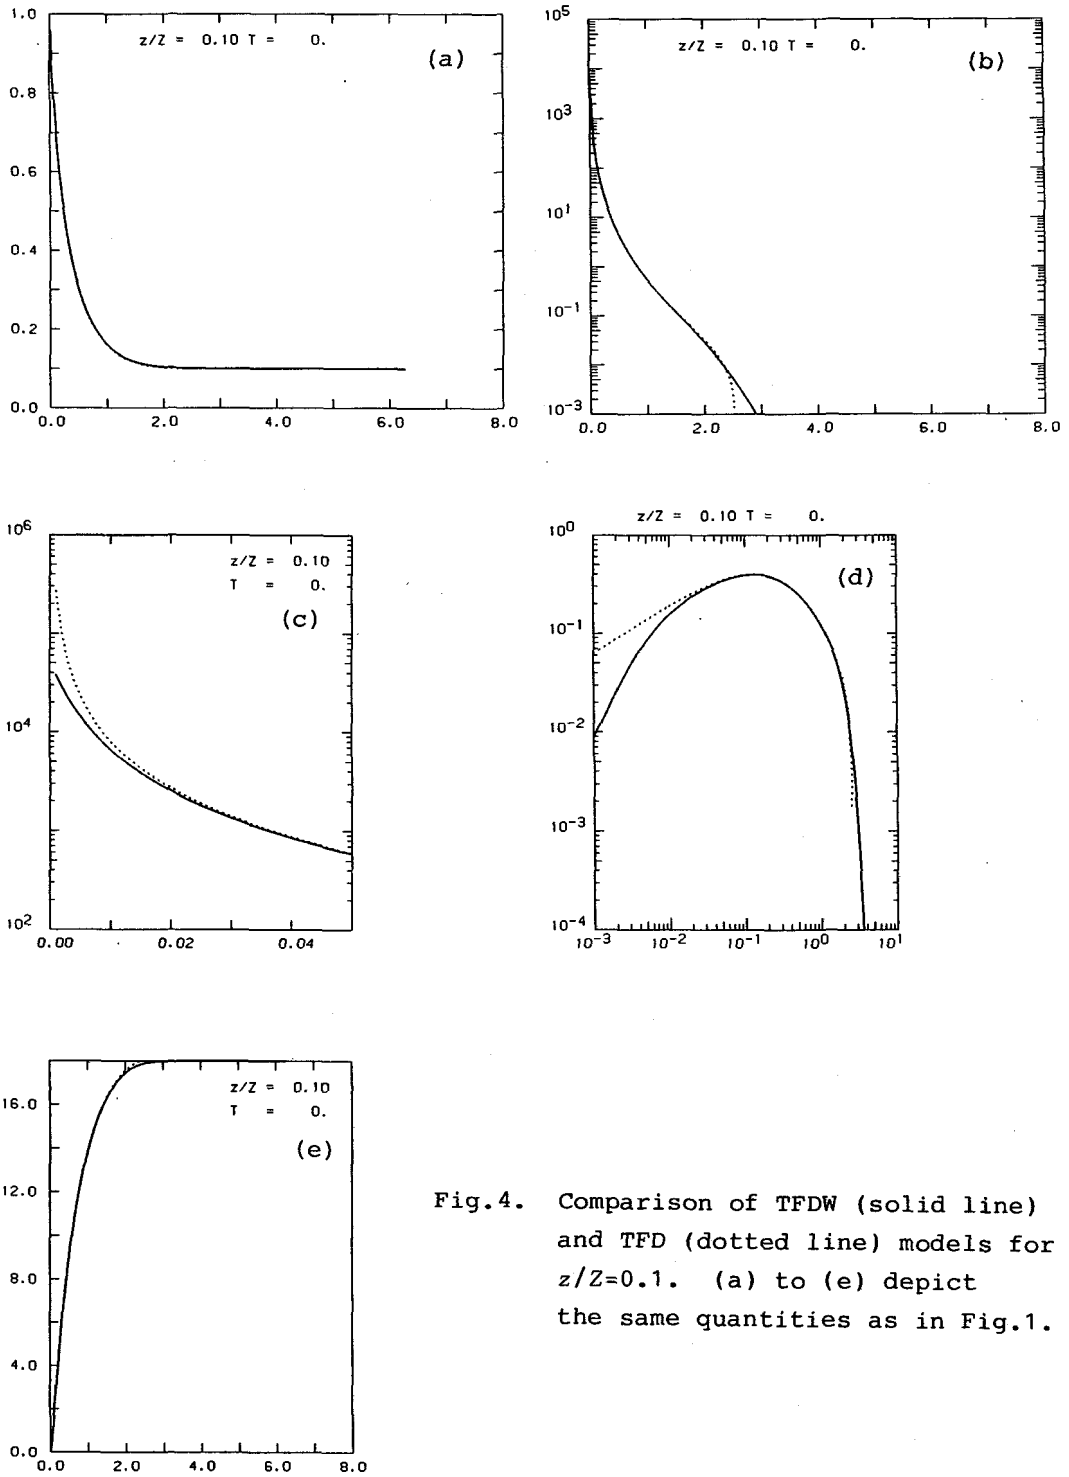 1.0
z/Z = 0.10 T = 0.
(a)
0.8
0.6
0.4
0.2
0.0
0.0 2.0 4.0 6.0 8.0
10^5
z/Z = 0.10 T = 0.
(b)
10^3
10^1
10^-1
10^-3
0.0 2.0 4.0 6.0 8.0
10^6
z/Z = 0.10
T = 0.
(c)
10^4
10^2
0.00 0.02 0.04
z/Z = 0.10 T = 0.
10^0
(d)
10^-1
10^-2
10^-3
10^-4
10^-3 10^-2 10^-1 10^0 10^1
z/Z = 0.10
16.0
T = 0.
(e)
12.0
8.0
4.0
0.0
0.0 2.0 4.0 6.0 8.0
Fig.4. Comparison of TFDW (solid line)
and TFD (dotted line) models for
z/Z=0.1. (a) to (e) depict
the same quantities as in Fig.1.